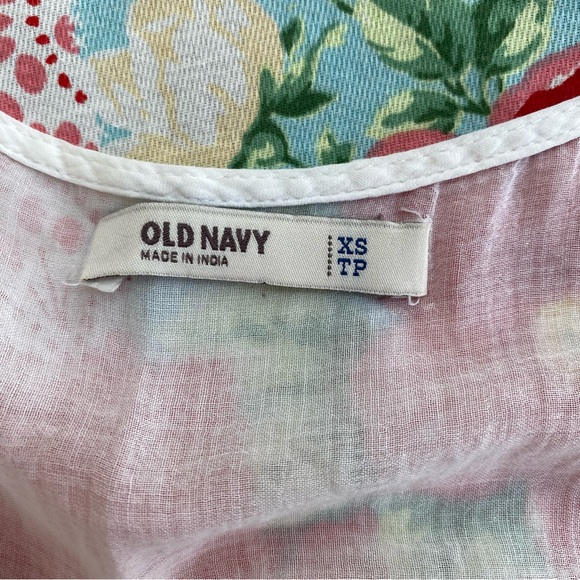 OLD NAVY
MADE IN INDIA
XS
TP